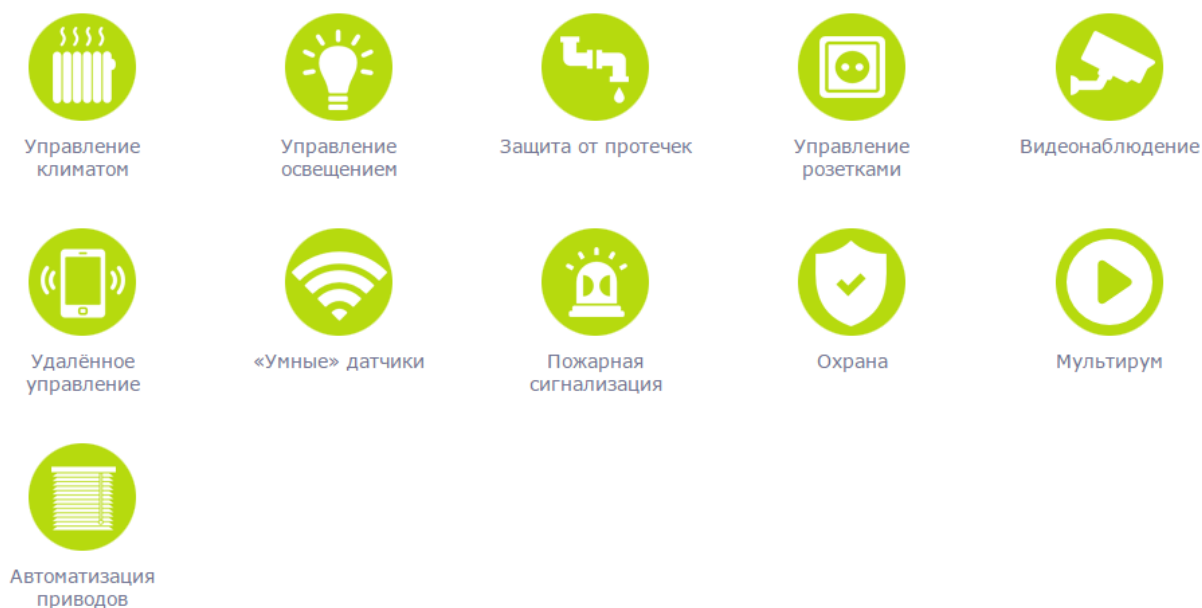 Управление
климатом
Управление
освещением
Защита от протечек
Управление
розетками
Видеонаблюдение
Удалённое
управление
«Умные» датчики
Пожарная
сигнализация
Охрана
Мультирум
Автоматизация
приводов